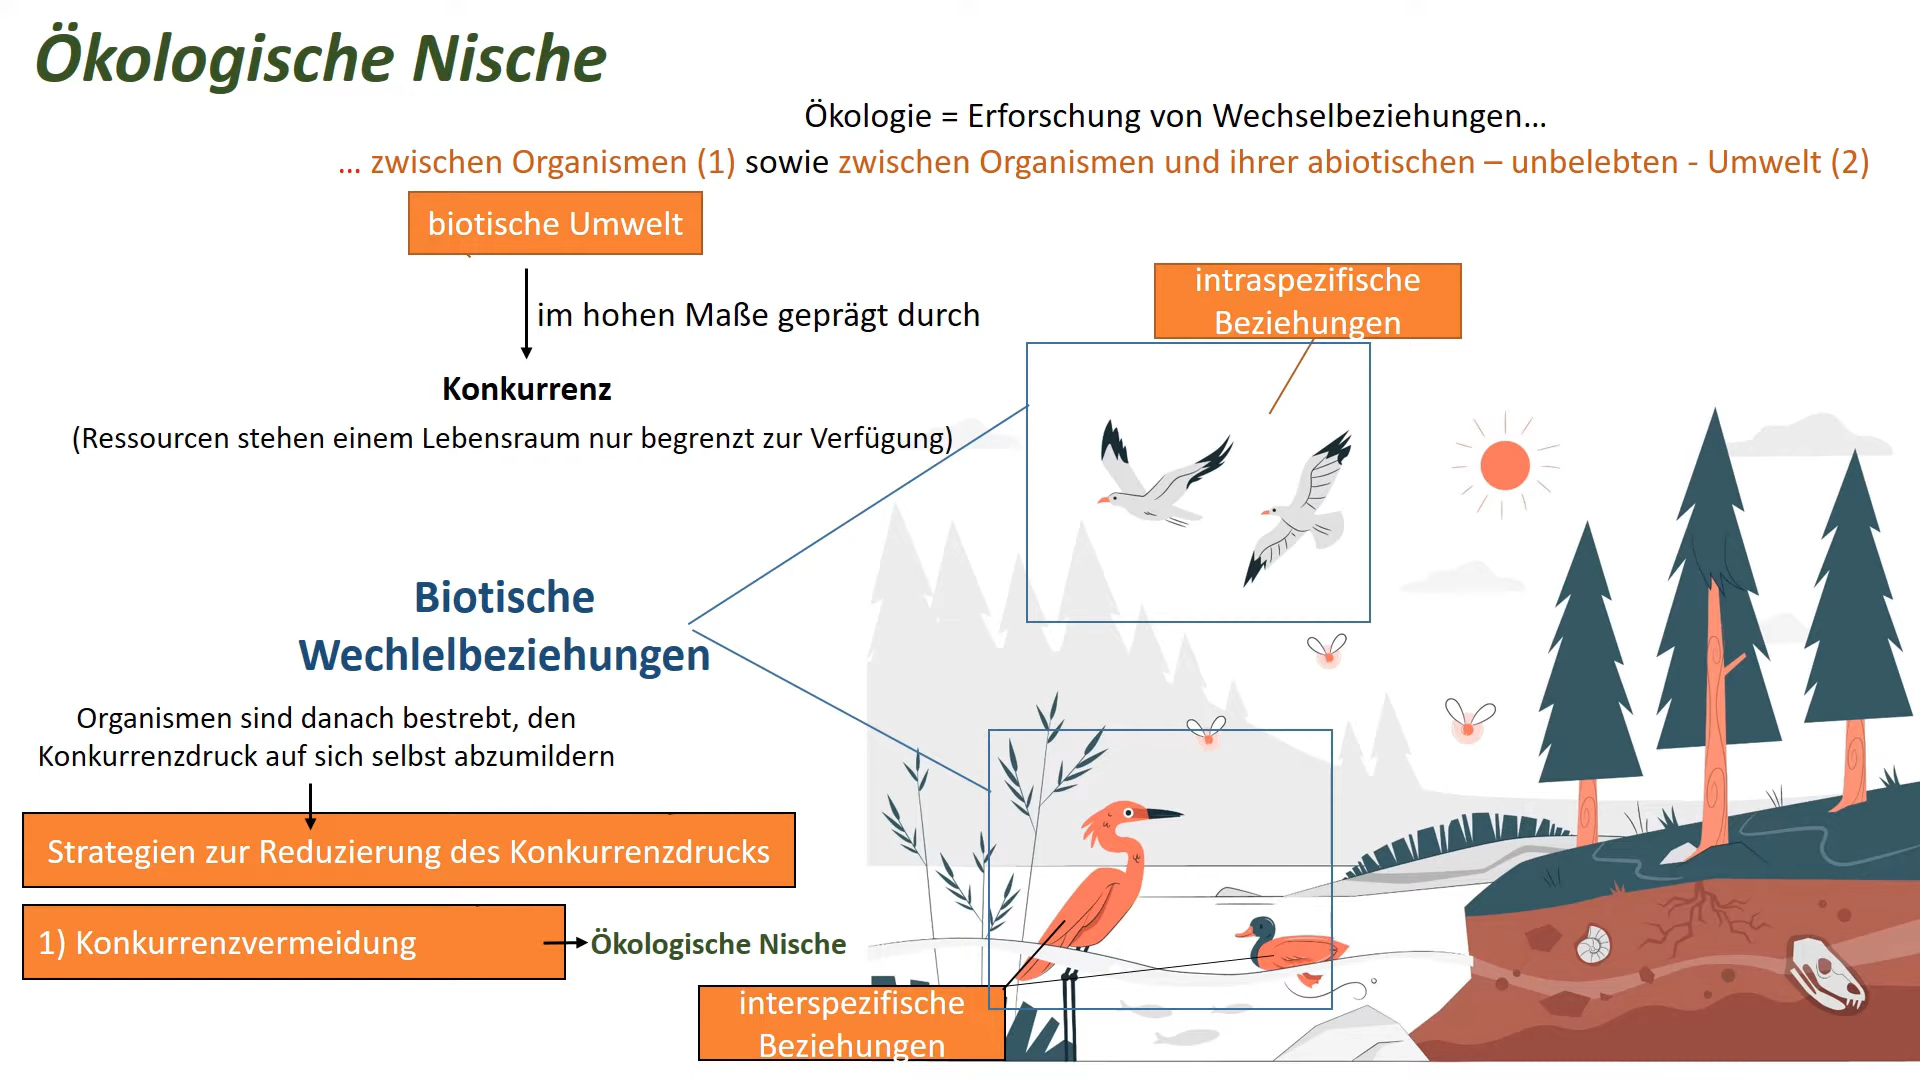 Ökologische Nische
Ökologie = Erforschung von Wechselbeziehungen...
... zwischen Organismen (1) sowie zwischen Organismen und ihrer abiotischen – unbelebten - Umwelt (2)
biotische Umwelt
im hohen Maße geprägt durch
Konkurrenz
(Ressourcen stehen einem Lebensraum nur begrenzt zur Verfügung)
intraspezifische
Beziehungen
Biotische
Wechlelbeziehungen
Organismen sind danach bestrebt, den
Konkurrenzdruck auf sich selbst abzumildern
Strategien zur Reduzierung des Konkurrenzdrucks
1) Konkurrenzvermeidung
Ökologische Nische
interspezifische
Beziehungen